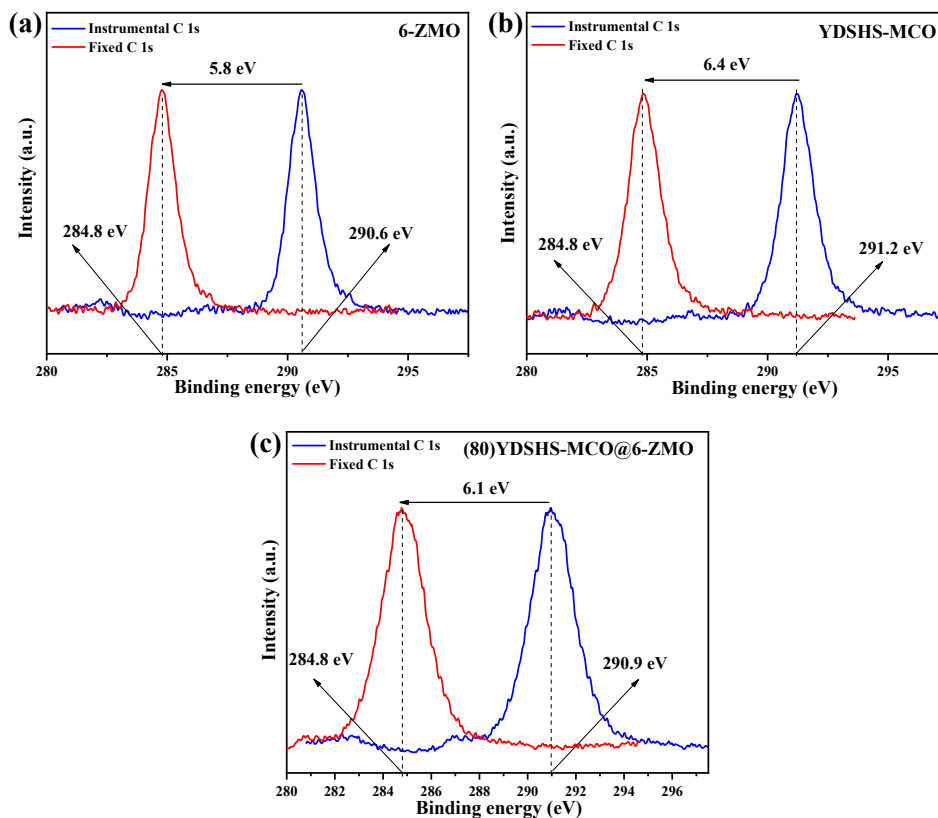 (a)
6-ZMO
Instrumental C 1s
Fixed C 1s
5.8 eV
284.8 eV
290.6 eV
Intensity (a.u.)
280 285 290 295
Binding energy (eV)
(b)
YDSHS-MCO
Instrumental C 1s
Fixed C 1s
6.4 eV
284.8 eV
291.2 eV
Intensity (a.u.)
280 285 290 295
Binding energy (eV)
(c)
(80)YDSHS-MCO@6-ZMO
Instrumental C 1s
Fixed C 1s
6.1 eV
284.8 eV
290.9 eV
Intensity (a.u.)
280 282 284 286 288 290 292 294 296
Binding energy (eV)